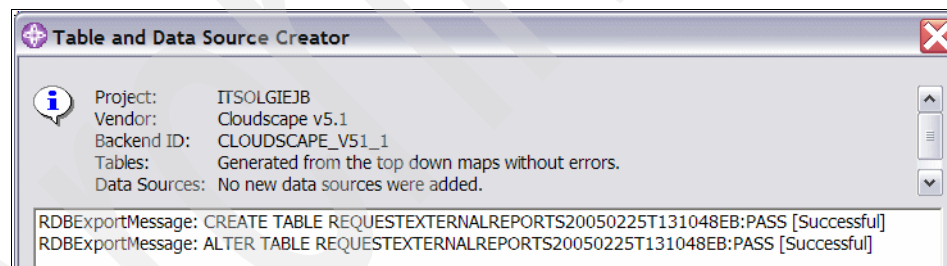 Table and Data Source Creator
Project: ITSOLGIEJB
Vendor: Cloudscape v5.1
Backend ID: CLOUDSCAPE_V51_1
Tables: Generated from the top down maps without errors.
Data Sources: No new data sources were added.
RDBExportMessage: CREATE TABLE REQUESTEXTERNALREPORTS20050225T131048EB:PASS [Successful]
RDBExportMessage: ALTER TABLE REQUESTEXTERNALREPORTS20050225T131048EB:PASS [Successful]